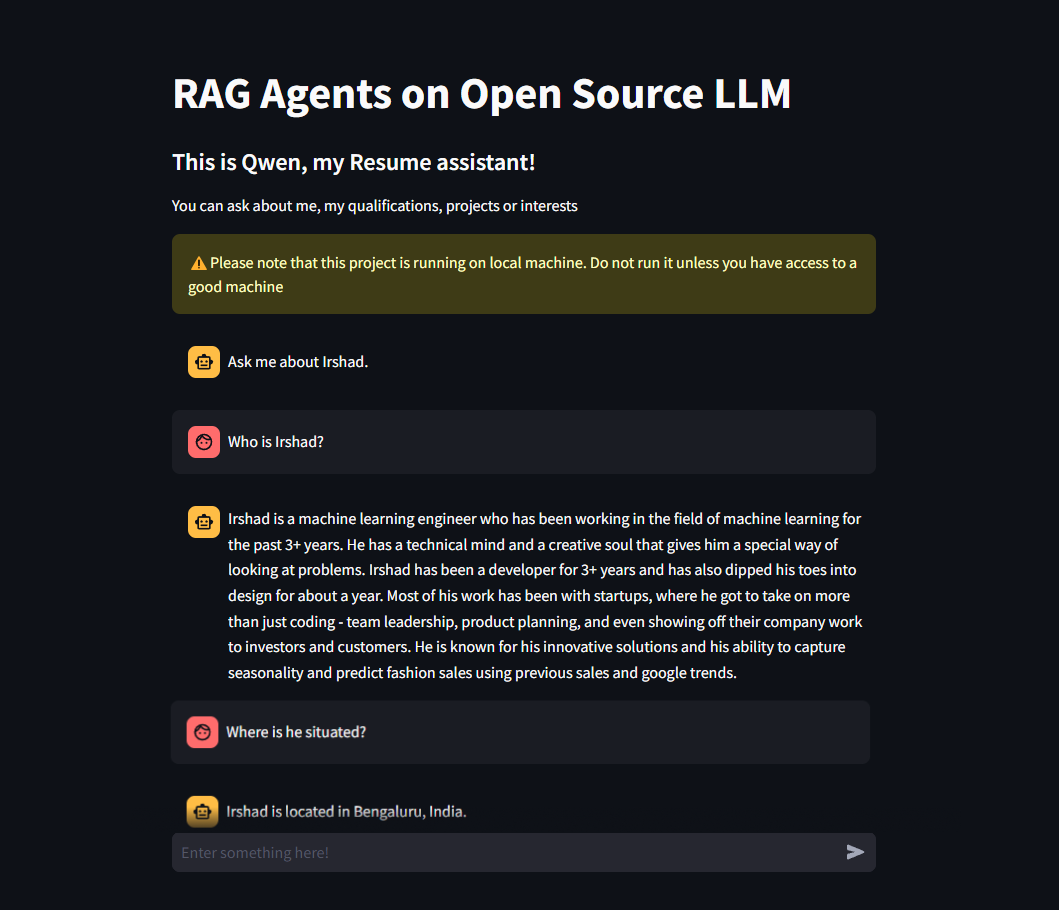 RAG Agents on Open Source LLM
This is Qwen, my Resume assistant!
You can ask about me, my qualifications, projects or interests
⚠️Please note that this project is running on local machine. Do not run it unless you have access to a
good machine
Ask me about Irshad.
Who is Irshad?
Irshad is a machine learning engineer who has been working in the field of machine learning for
the past 3+ years. He has a technical mind and a creative soul that gives him a special way of
looking at problems. Irshad has been a developer for 3+ years and has also dipped his toes into
design for about a year. Most of his work has been with startups, where he got to take on more
than just coding - team leadership, product planning, and even showing off their company work
to investors and customers. He is known for his innovative solutions and his ability to capture
seasonality and predict fashion sales using previous sales and google trends.
Where is he situated?
Irshad is located in Bengaluru, India.
Enter something here!